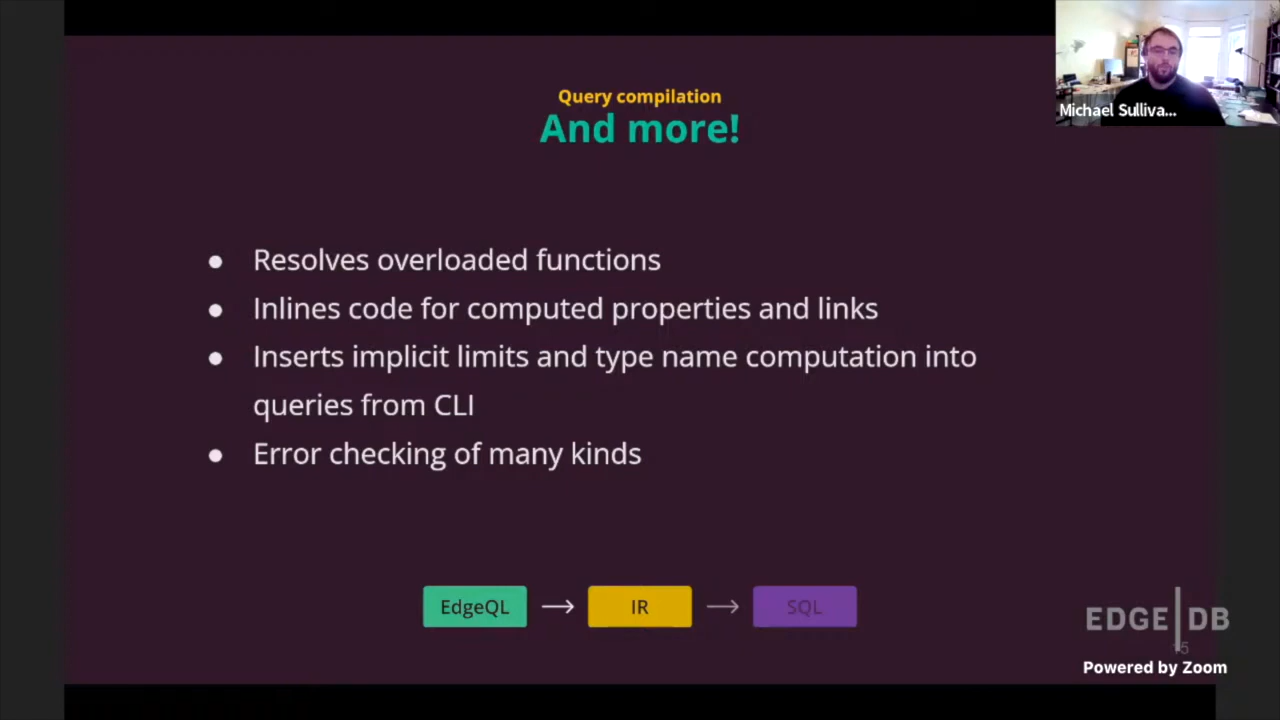 Query compilation
And more!
Michael Sulliva...
● Resolves overloaded functions
● Inlines code for computed properties and links
● Inserts implicit limits and type name computation into
queries from CLI
● Error checking of many kinds
EdgeQL → IR → SQL
EDGE|DB
15
Powered by Zoom